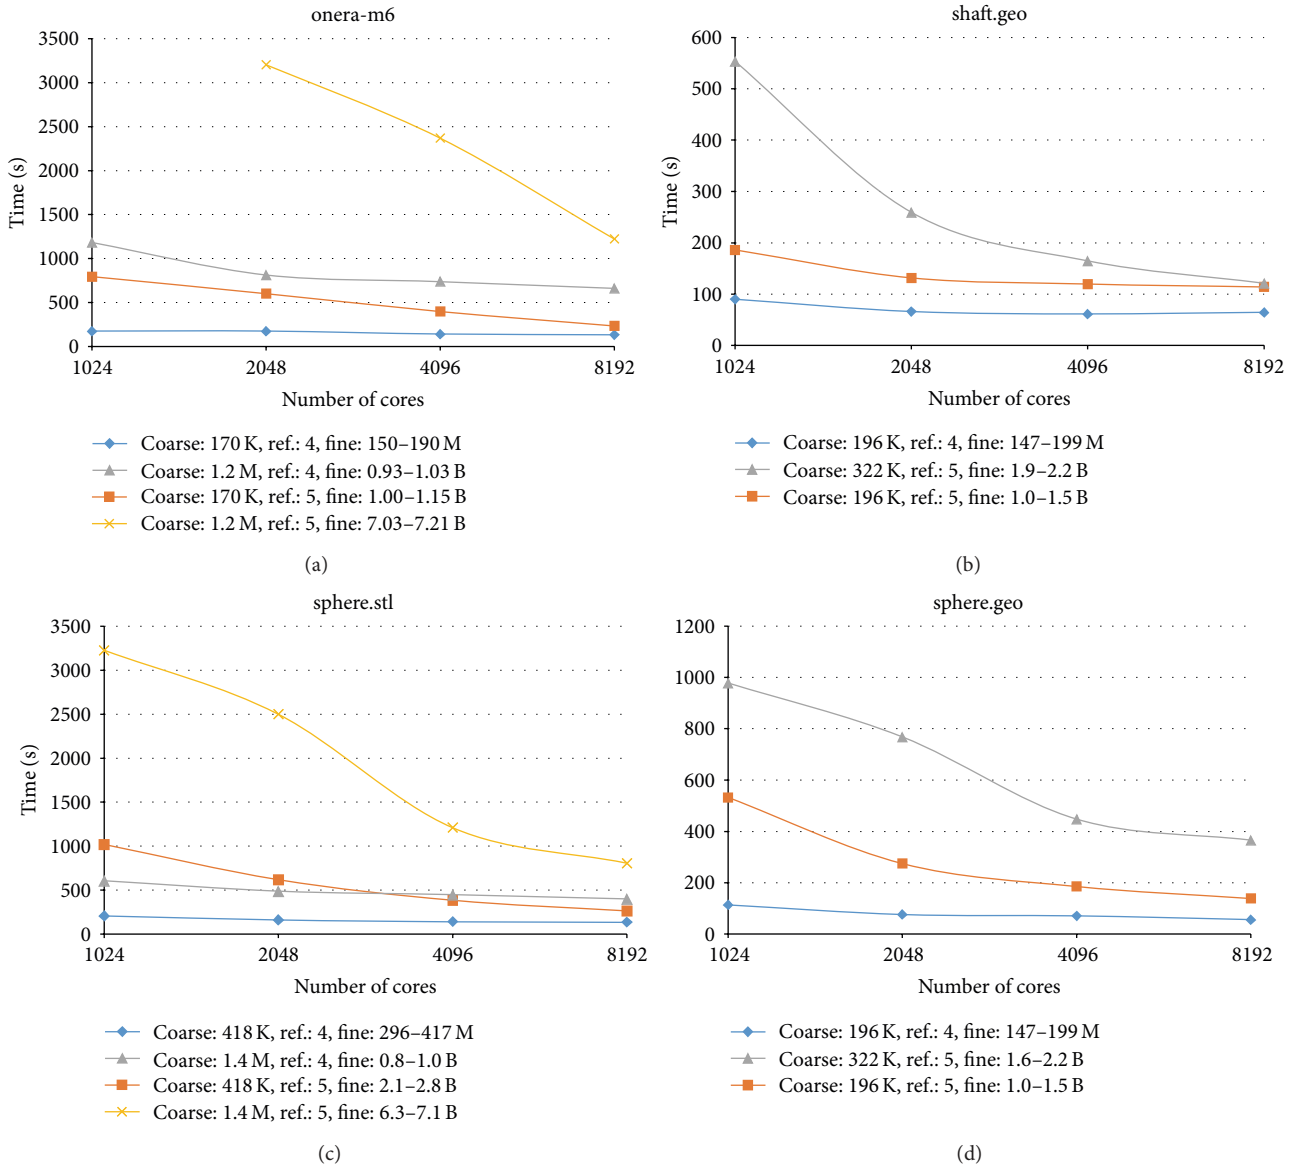 onera-m6
3500
3000
2500
2000
1500
1000
500
0
Time (s)
1024 2048 4096 8192
Number of cores
Coarse: 170 K, ref.: 4, fine: 150–190 M
Coarse: 1.2 M, ref.: 4, fine: 0.93–1.03 B
Coarse: 170 K, ref.: 5, fine: 1.00–1.15 B
Coarse: 1.2 M, ref.: 5, fine: 7.03–7.21 B
(a)
shaft.geo
600
500
400
300
200
100
0
Time (s)
1024 2048 4096 8192
Number of cores
Coarse: 196 K, ref.: 4, fine: 147–199 M
Coarse: 322 K, ref.: 5, fine: 1.9–2.2 B
Coarse: 196 K, ref.: 5, fine: 1.0–1.5 B
(b)
sphere.stl
3500
3000
2500
2000
1500
1000
500
0
Time (s)
1024 2048 4096 8192
Number of cores
Coarse: 418 K, ref.: 4, fine: 296–417 M
Coarse: 1.4 M, ref.: 4, fine: 0.8–1.0 B
Coarse: 418 K, ref.: 5, fine: 2.1–2.8 B
Coarse: 1.4 M, ref.: 5, fine: 6.3–7.1 B
(c)
sphere.geo
1200
1000
800
600
400
200
0
1024 2048 4096 8192
Number of cores
Coarse: 196 K, ref.: 4, fine: 147–199 M
Coarse: 322 K, ref.: 5, fine: 1.6–2.2 B
Coarse: 196 K, ref.: 5, fine: 1.0–1.5 B
(d)